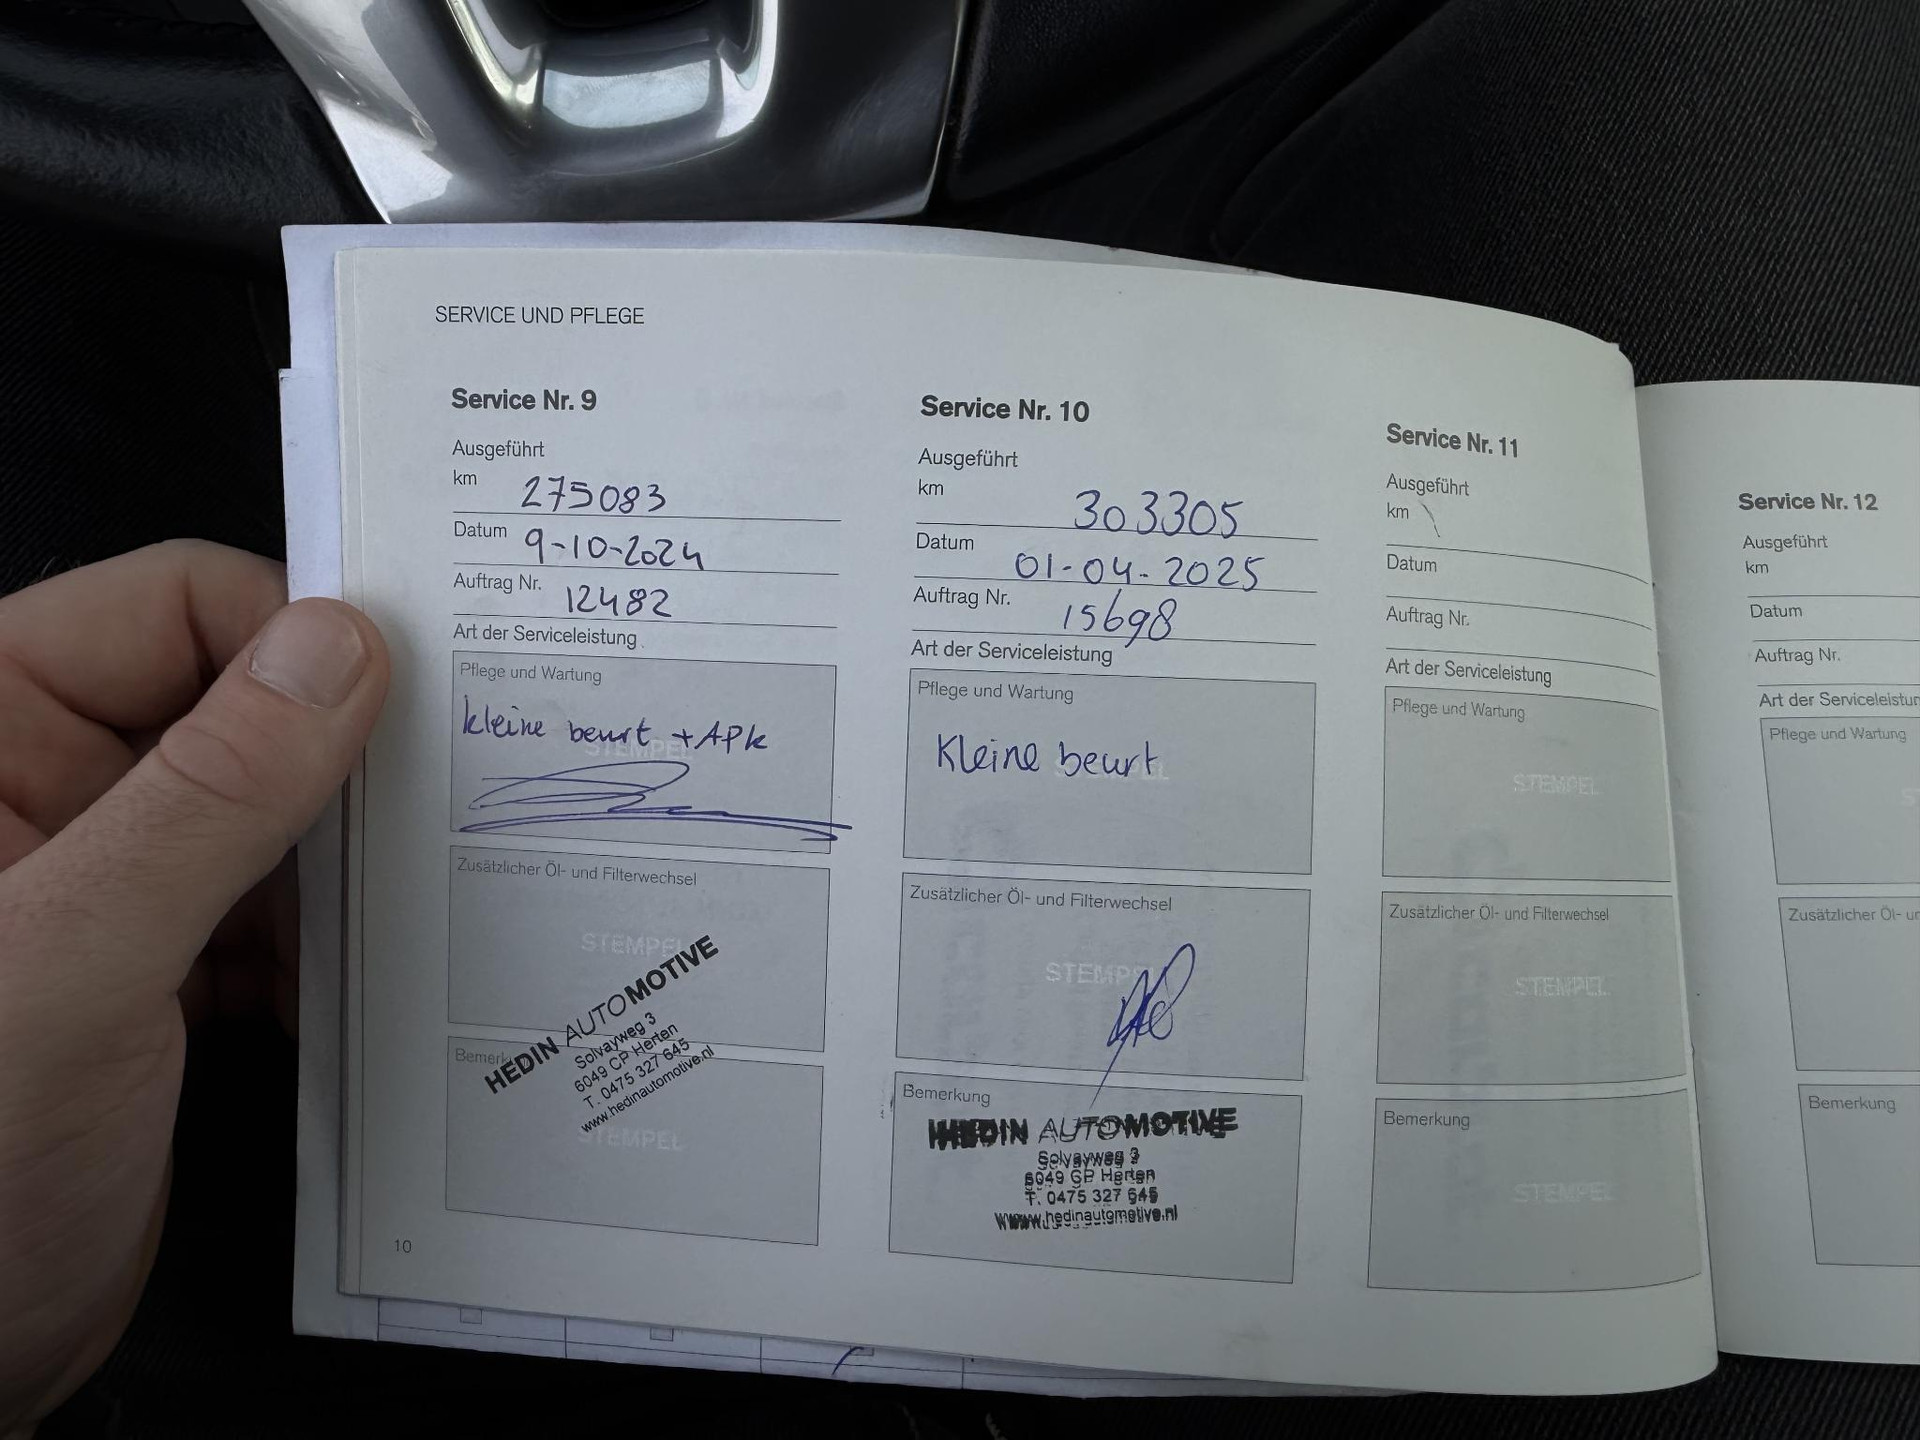 SERVICE UND PFLEGE
Service Nr. 9
Ausgeführt
km 275083
Datum 9-10-2024
Auftrag Nr. 12482
Art der Serviceleistung
Pflege und Wartung
STEMPEL
kleine beurt + APK
Zusätzlicher Öl- und Filterwechsel
STEMPEL
Bemerk
HEDIN AUTOMOTIVE
Solvayweg 3
6049 CP Herten
T. 0475 327 645
www.hedinautomotive.nl
STEMPEL
10
Service Nr. 10
Ausgeführt
km 303305
Datum 01-04-2025
Auftrag Nr. 15698
Art der Serviceleistung
Pflege und Wartung
Kleine beurt
Zusätzlicher Öl- und Filterwechsel
STEMPEL
Bemerkung
HEDIN AUTOMOTIVE
Solvayweg 3
6049 CP Herten
T. 0475 327 645
www.hedinautomotive.nl
Service Nr. 11
Ausgeführt
km
Datum
Auftrag Nr.
Art der Serviceleistung
Pflege und Wartung
STEMPEL
Zusätzlicher Öl- und Filterwechsel
STEMPEL
Bemerkung
STEMPEL
Service Nr. 12
Ausgeführt
km
Datum
Auftrag Nr.
Art der Serviceleistun
Pflege und Wartung
Zusätzlicher Öl- un
Bemerkung